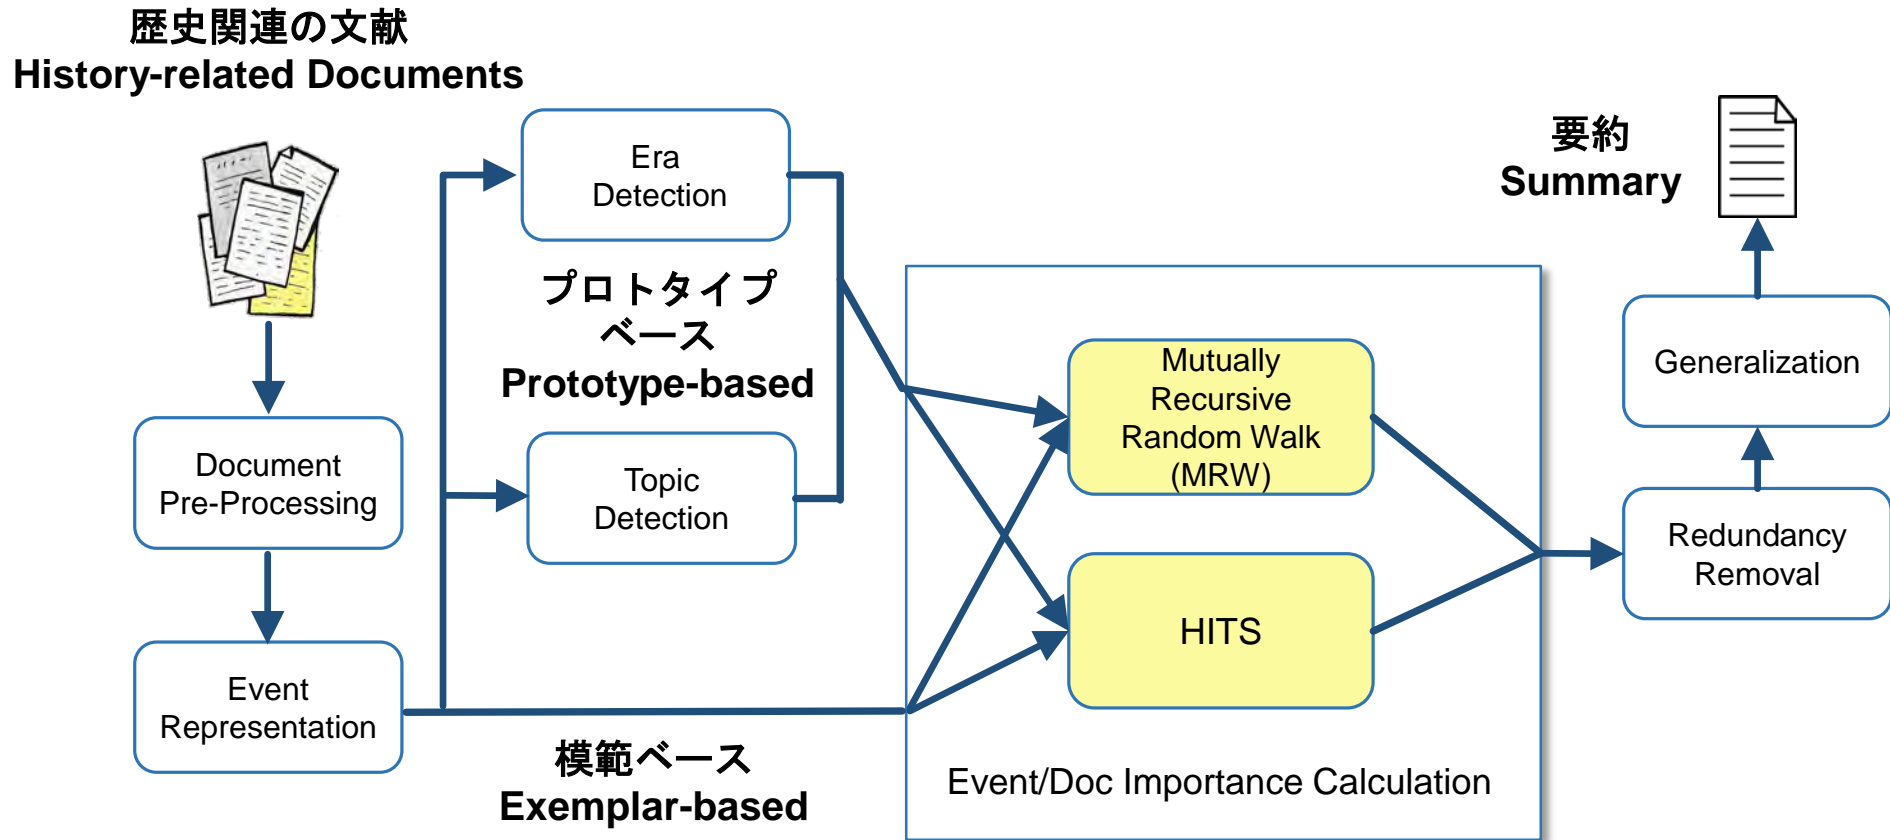 歴史関連の文献
History-related Documents
Document
Pre-Processing
Event
Representation
Era
Detection
プロトタイプ
ベース
Prototype-based
Topic
Detection
模範ベース
Exemplar-based
Mutually
Recursive
Random Walk
(MRW)
HITS
Event/Doc Importance Calculation
要約
Summary
Generalization
Redundancy
Removal